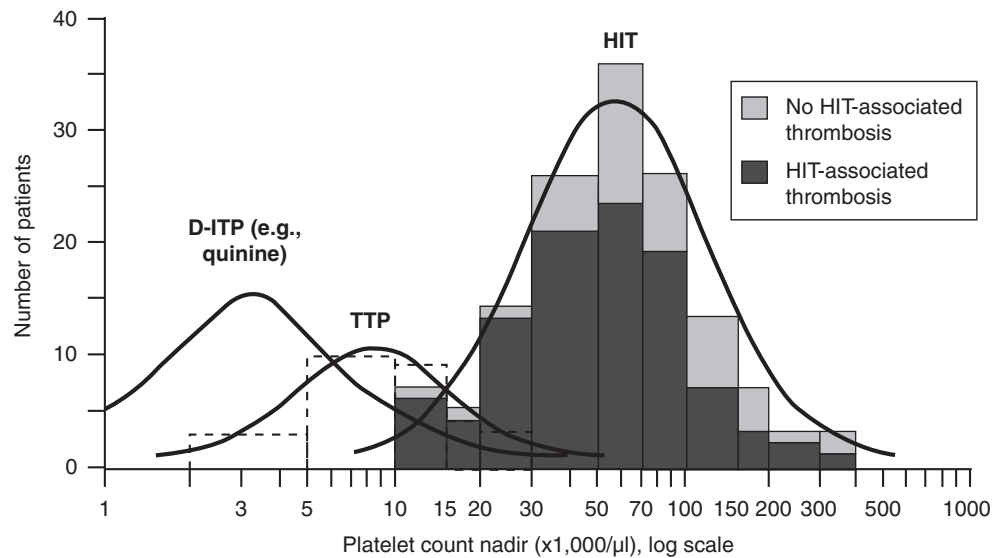 40
30
20
10
0
Number of patients
HIT
D-ITP (e.g.,
quinine)
TTP
No HIT-associated
thrombosis
HIT-associated
thrombosis
1 3 5 10 15 20 30 50 70 100 150 200 300 500 1000
Platelet count nadir (x1,000/µl), log scale